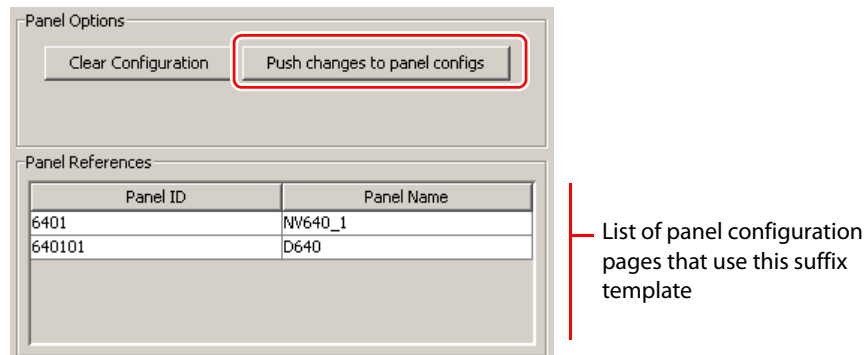 Panel Options
Clear Configuration
Push changes to panel configs
Panel References
Panel ID Panel Name
6401 NV640_1
640101 D640
List of panel configuration
pages that use this suffix
template